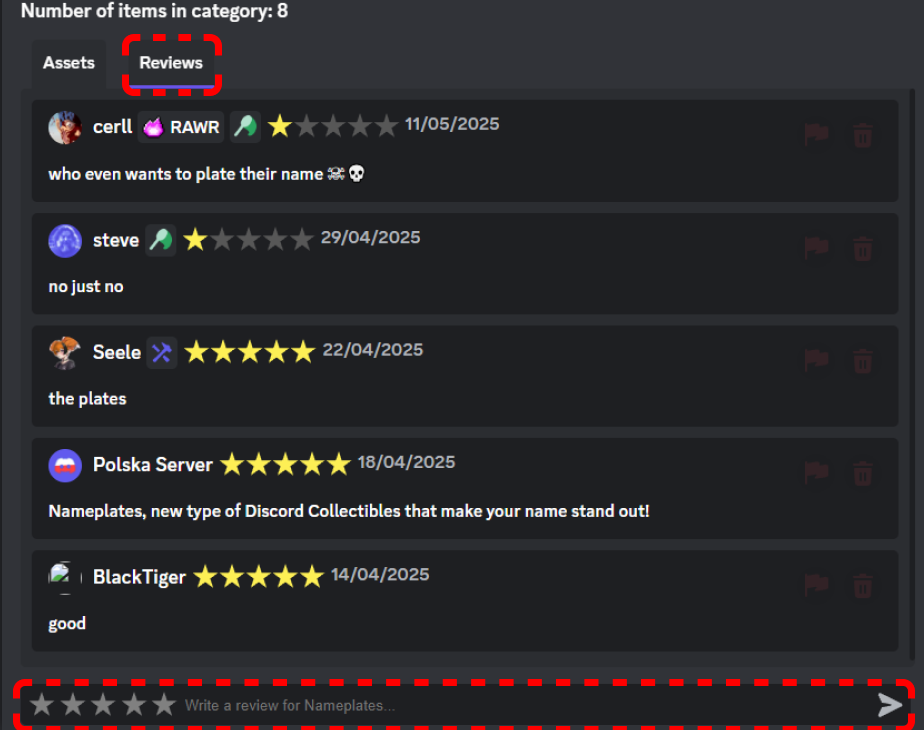 Number of items in category: 8
Assets
Reviews
cerll RAWR 11/05/2025
who even wants to plate their name ☠️💀
steve 29/04/2025
no just no
Seele 22/04/2025
the plates
Polska Server 18/04/2025
Nameplates, new type of Discord Collectibles that make your name stand out!
BlackTiger 14/04/2025
good
Write a review for Nameplates...